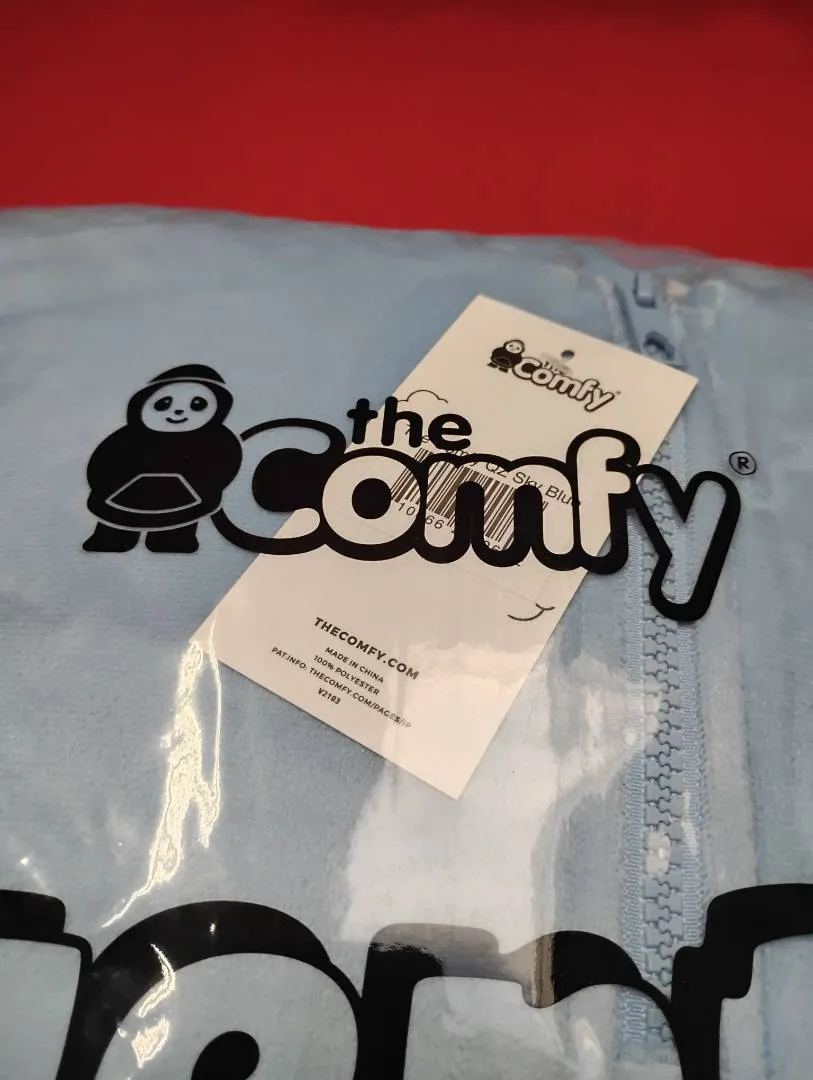 the
Comfy®
the
Comfy
QZ Sky Blue
THECOMFY.COM
MADE IN CHINA
100% POLYESTER
PAT.INFO: THECOMFY.COM/PAGES/IP
V2103